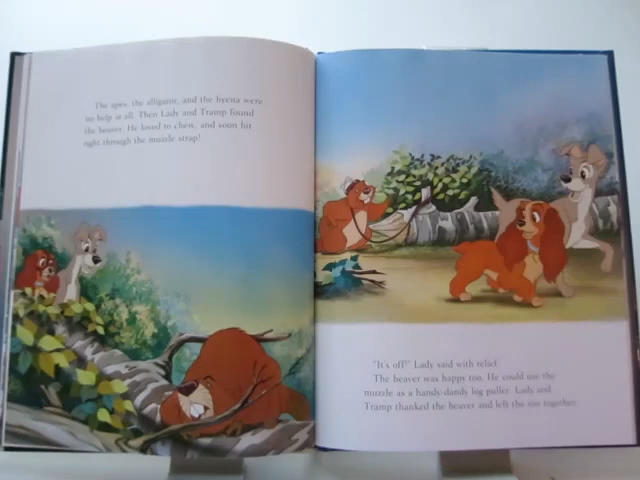 The apes, the alligator, and the hyena were
no help at all. Then Lady and Tramp found
the beaver. He loved to chew, and soon bit
right through the muzzle strap!
"It's off!" Lady said with relief.
The beaver was happy too. He could use the
muzzle as a handy-dandy log puller. Lady and
Tramp thanked the beaver and left the zoo together.